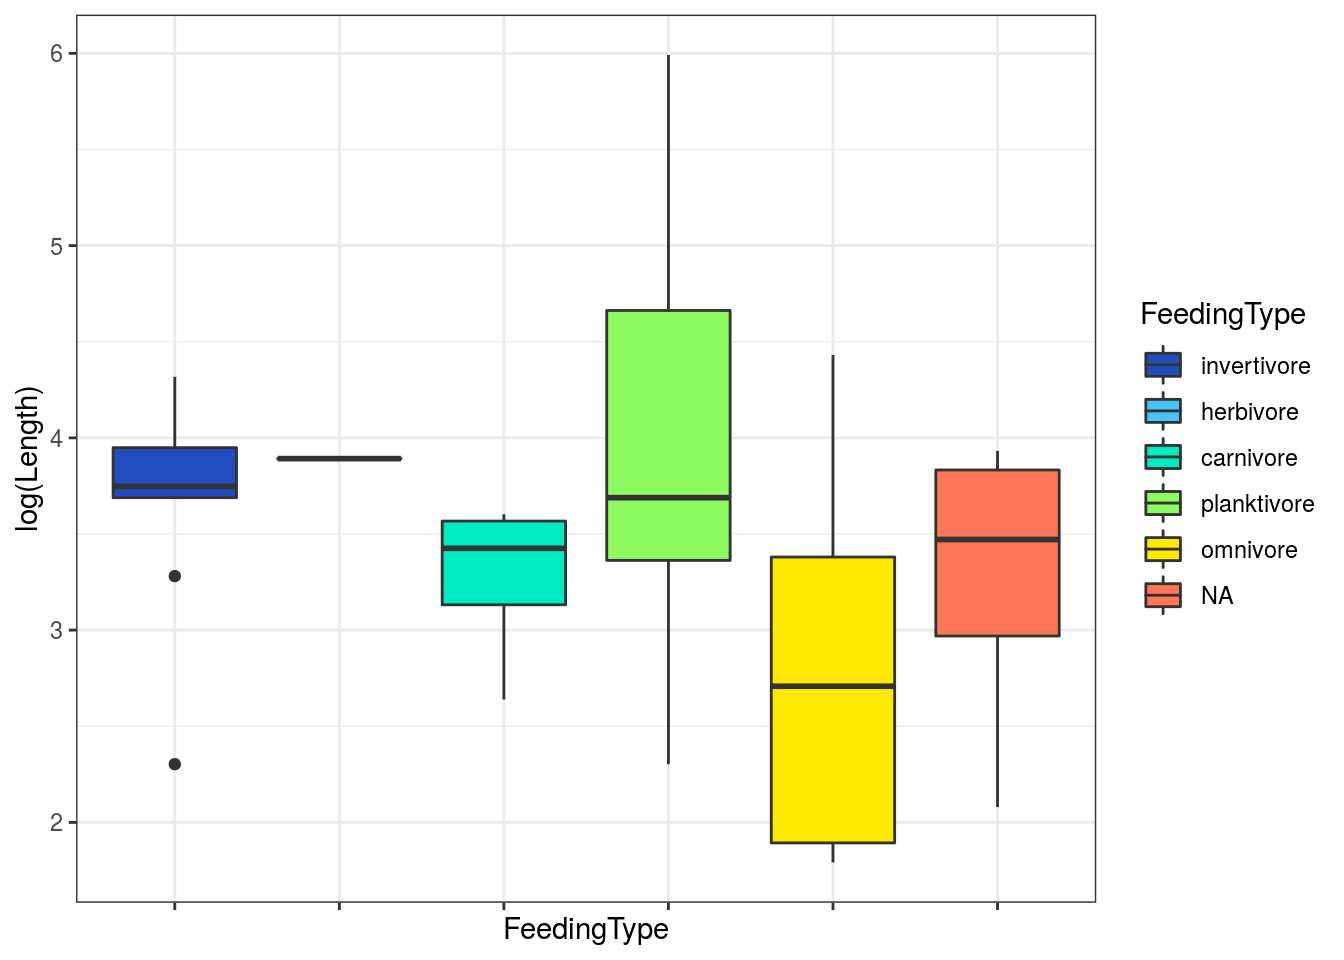 6
5
4
3
2
log(Length)
FeedingType
FeedingType
invertivore
herbivore
carnivore
planktivore
omnivore
NA